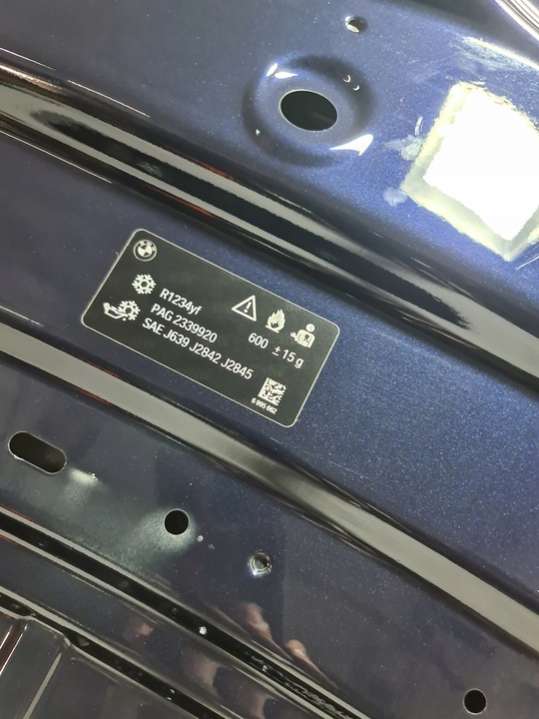 R1234yf
PAG 2339920
SAE J639 J2842 J2845
600 ± 15 g